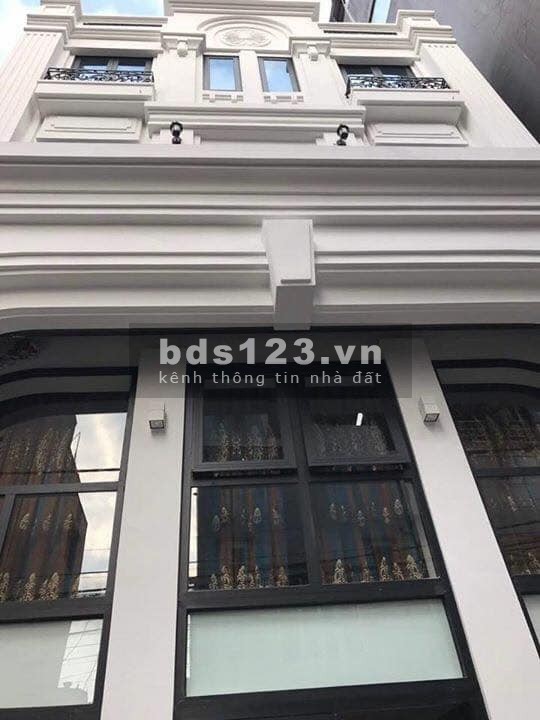 bds123.vn
kênh thông tin nhà đất